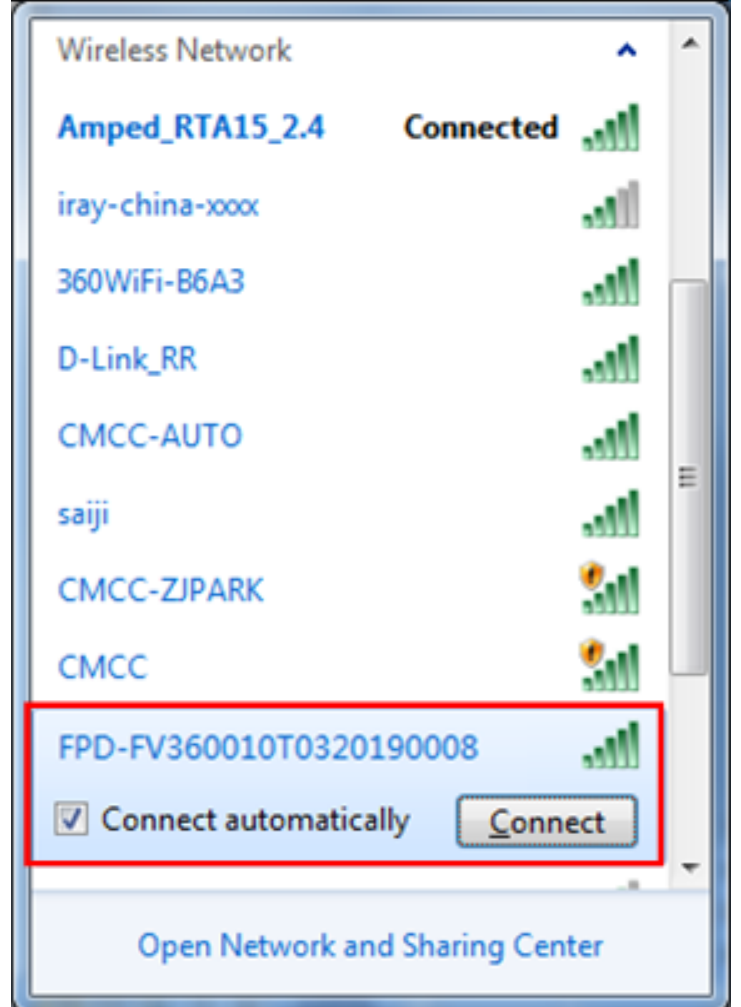 Wireless Network
Amped_RTA15_2.4 Connected
iray-china-xxxx
360WiFi-B6A3
D-Link_RR
CMCC-AUTO
saiji
CMCC-ZJPARK
CMCC
FPD-FV360010T0320190008
Connect automatically Connect
Open Network and Sharing Center